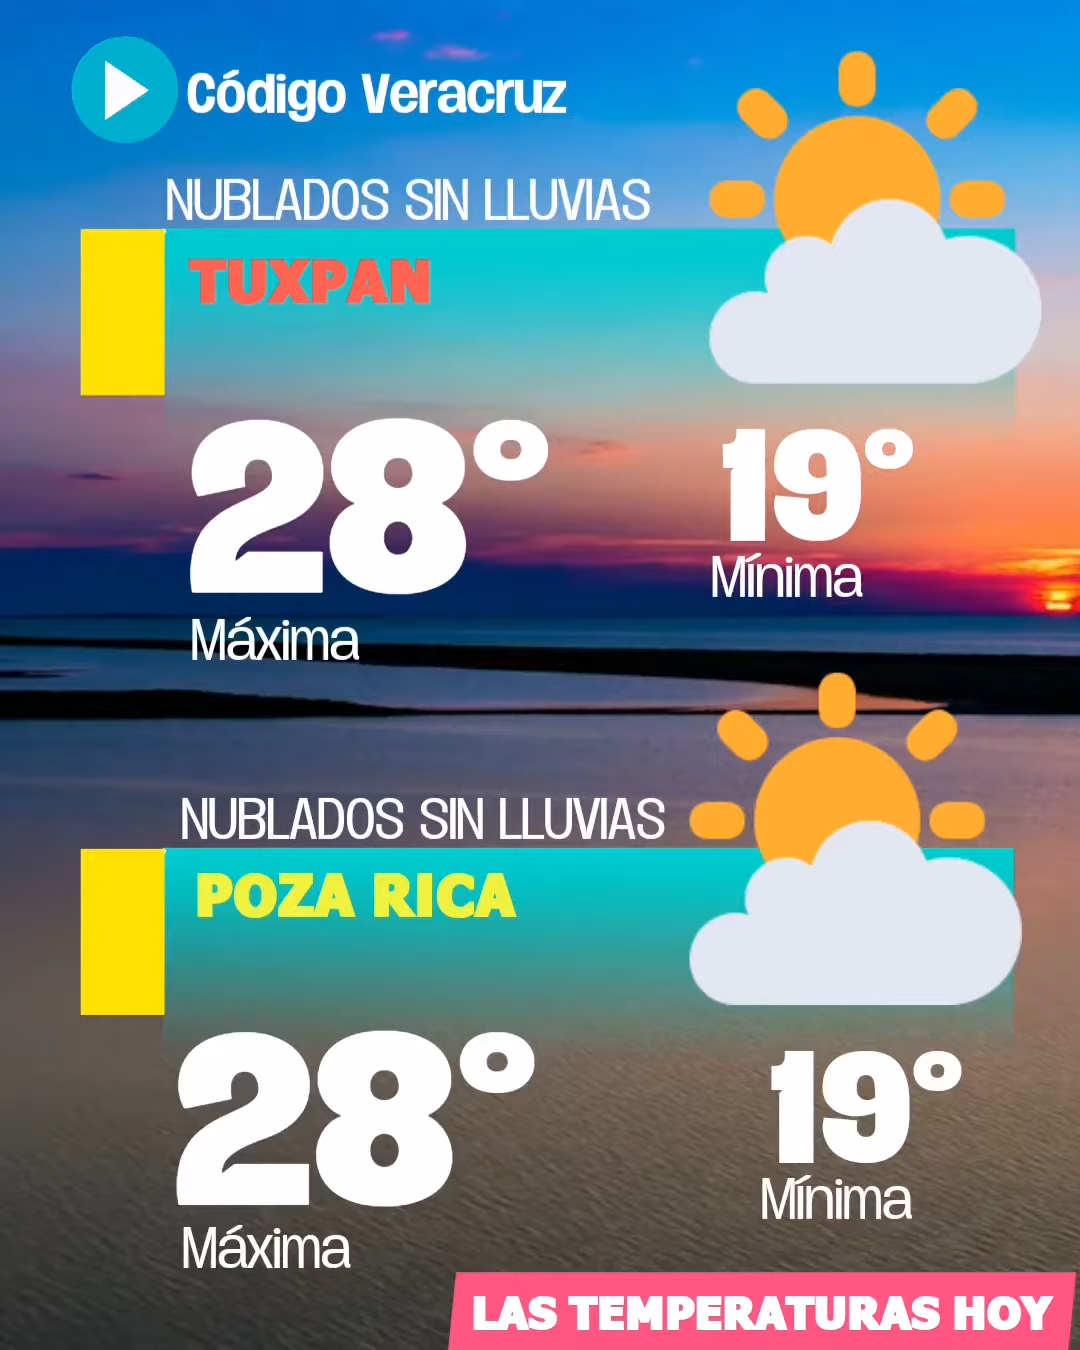 Código Veracruz
NUBLADOS SIN LLUVIAS
TUXPAN
28°
Máxima
19°
Mínima
NUBLADOS SIN LLUVIAS
POZA RICA
28°
Máxima
19°
Mínima
LAS TEMPERATURAS HOY